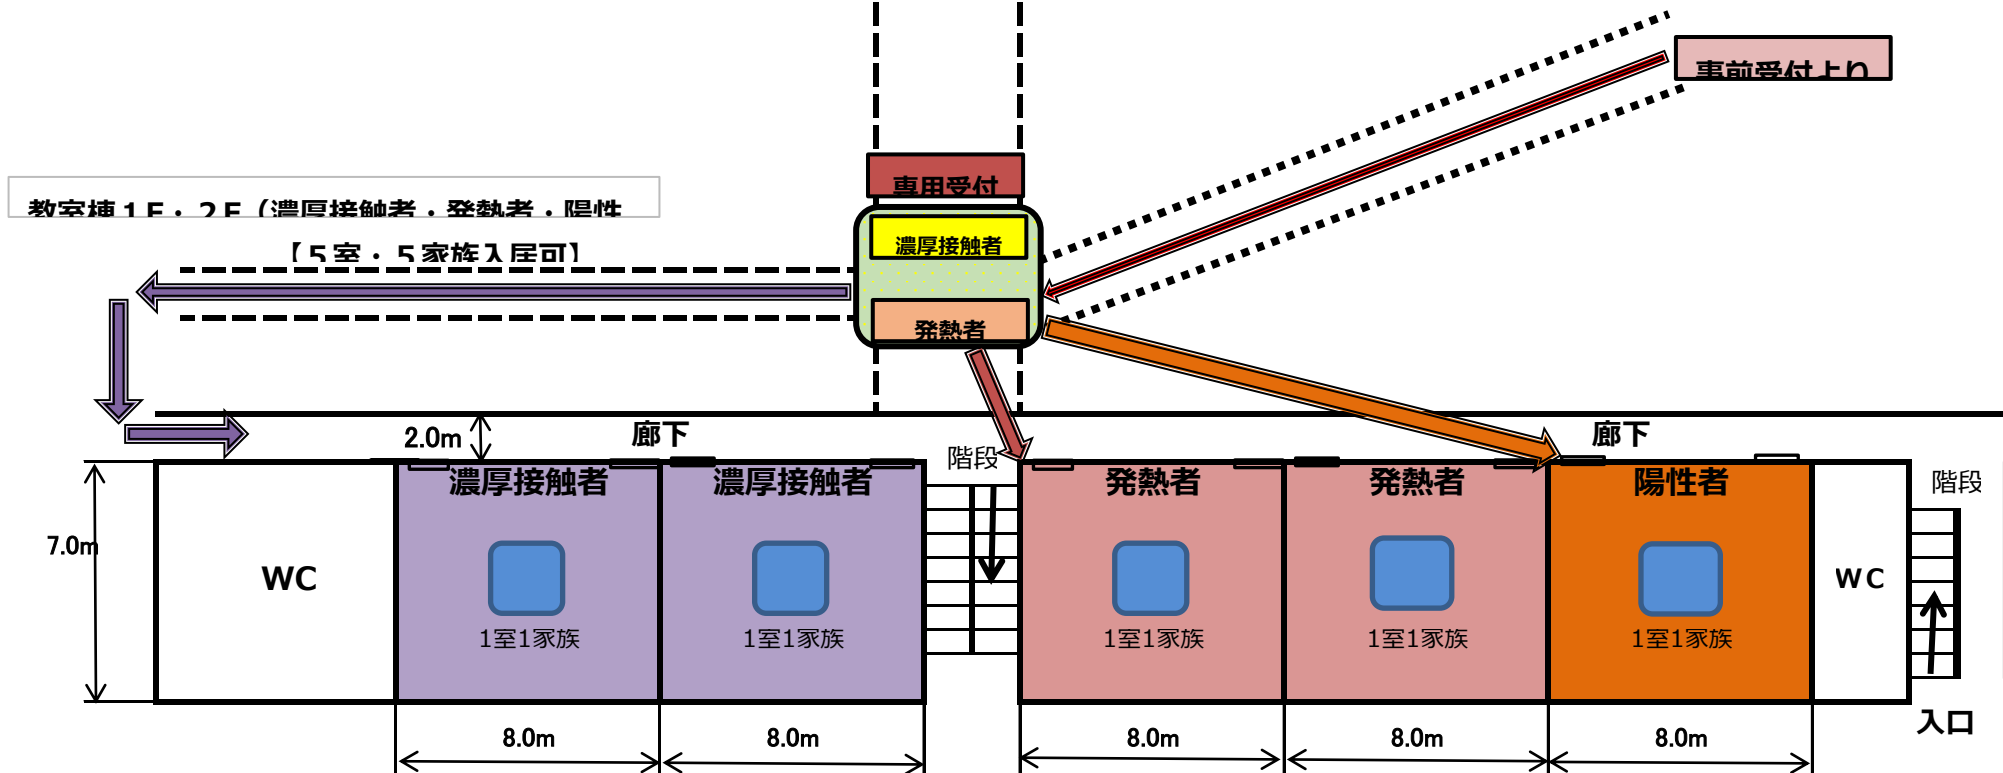 事前受付より
専用受付
教室棟1F・2F（濃厚接触者・発熱者・陽性
濃厚接触者
【5室・5家族入居可】
発熱者
2.0m
廊下
廊下
階段
濃厚接触者
濃厚接触者
発熱者
発熱者
陽性者
階段
7.0m
WC
WC
1室1家族
1室1家族
1室1家族
1室1家族
1室1家族
入口
8.0m
8.0m
8.0m
8.0m
8.0m